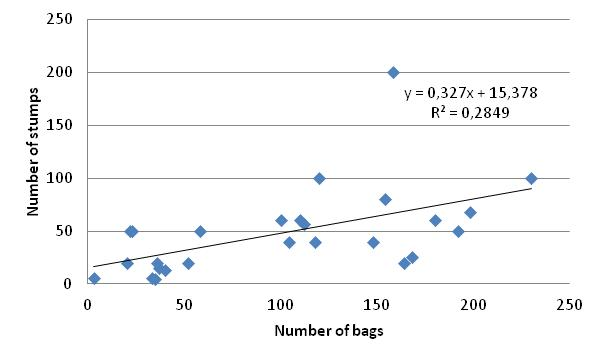 250
200
150
100
50
0
Number of stumps
y = 0,327x + 15,378
R² = 0,2849
0 50 100 150 200 250
Number of bags